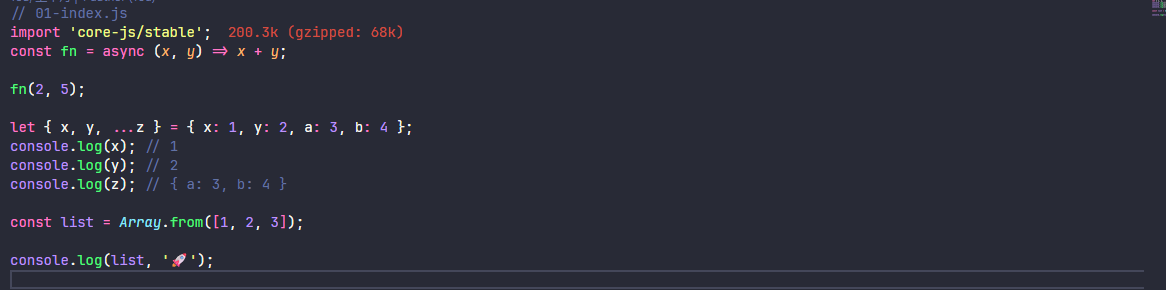 // 01-index.js
import 'core-js/stable'; 200.3k (gzipped: 68k)
const fn = async (x, y) => x + y;
fn(2, 5);
let { x, y, ...z } = { x: 1, y: 2, a: 3, b: 4 };
console.log(x); // 1
console.log(y); // 2
console.log(z); // { a: 3, b: 4 }
const list = Array.from([1, 2, 3]);
console.log(list, '🚀');